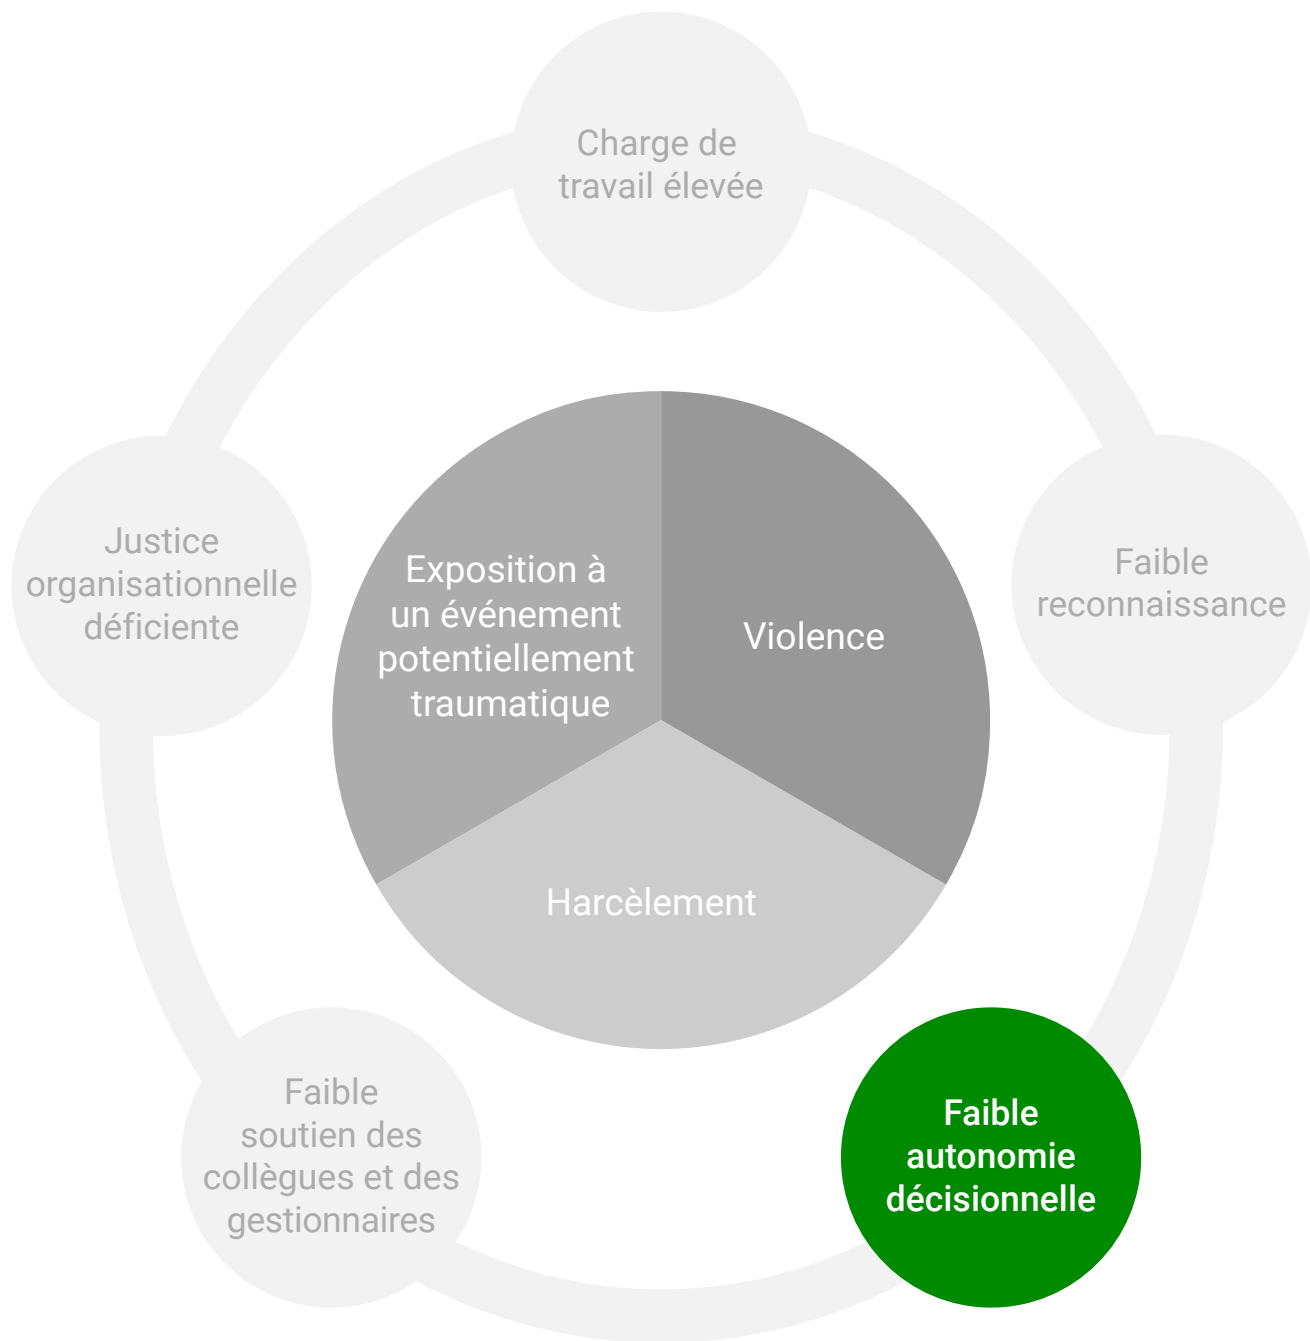 Charge de
travail élevée
Justice
organisationnelle
déficiente
Exposition à
un événement
potentiellement
traumatique
Violence
Faible
reconnaissance
Harcèlement
Faible
soutien des
collègues et des
gestionnaires
Faible
autonomie
décisionnelle